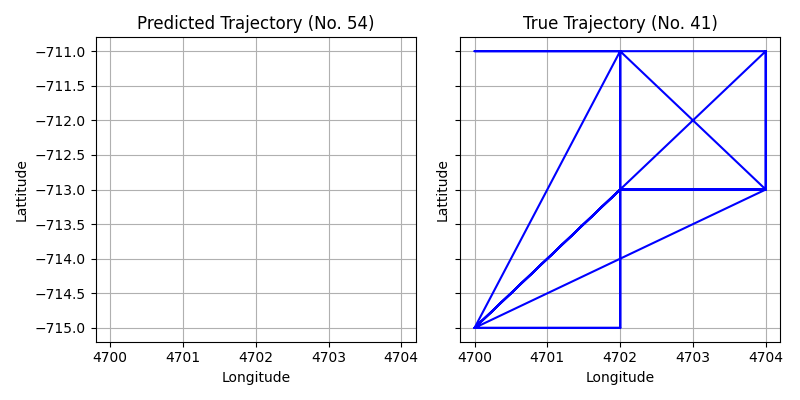 Predicted Trajectory (No. 54)
Lattitude
−711.0
−711.5
−712.0
−712.5
−713.0
−713.5
−714.0
−714.5
−715.0
4700 4701 4702 4703 4704
Longitude
True Trajectory (No. 41)
Lattitude
4700 4701 4702 4703 4704
Longitude